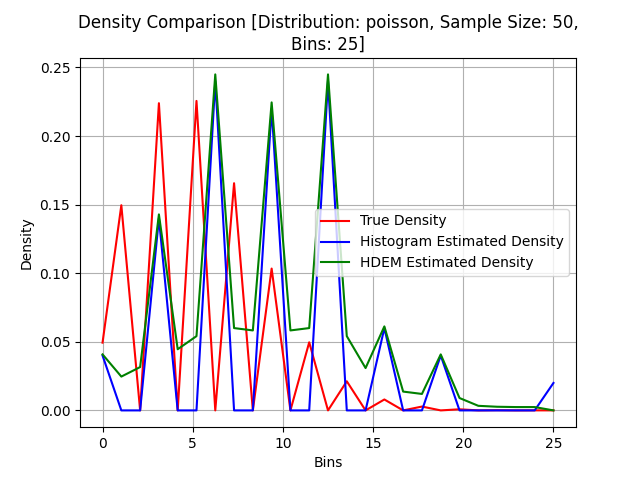 Density Comparison [Distribution: poisson, Sample Size: 50,
Bins: 25]
0.25
0.20
0.15
0.10
0.05
0.00
Density
True Density
Histogram Estimated Density
HDEM Estimated Density
0 5 10 15 20 25
Bins